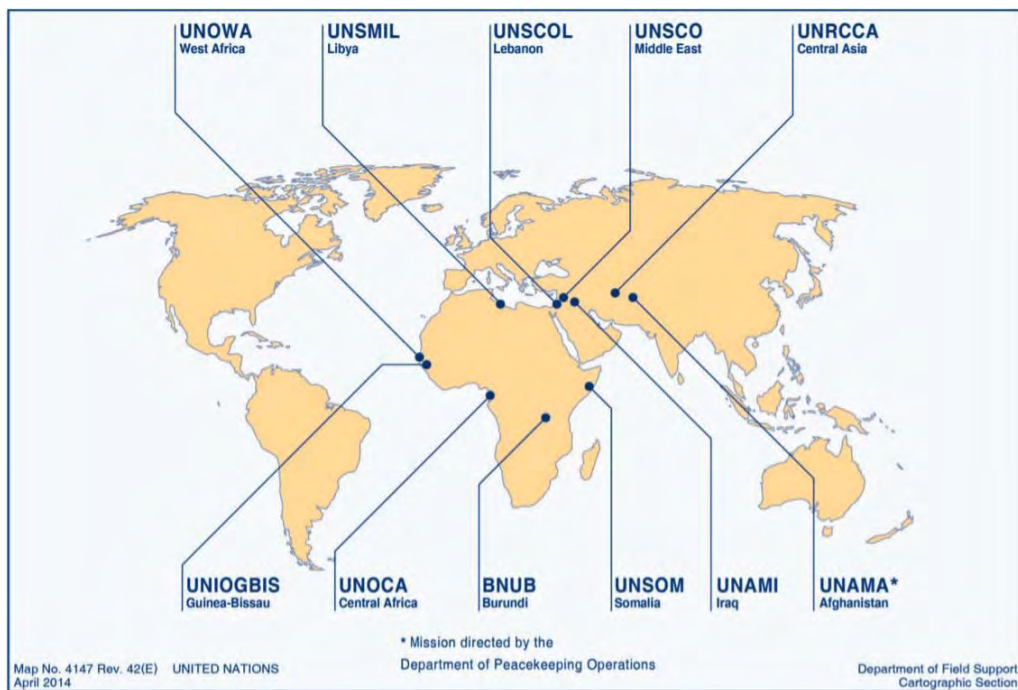 UNOWA
West Africa
UNSMIL
Libya
UNSCOL
Lebanon
UNSCO
Middle East
UNRCCA
Central Asia
UNIOGBIS
Guinea-Bissau
UNOCA
Central Africa
BNUB
Burundi
UNSOM
Somalia
UNAMI
Iraq
UNAMA*
Afghanistan
* Mission directed by the
Department of Peacekeeping Operations
Map No. 4147 Rev. 42(E) UNITED NATIONS
April 2014
Department of Field Support
Cartographic Section